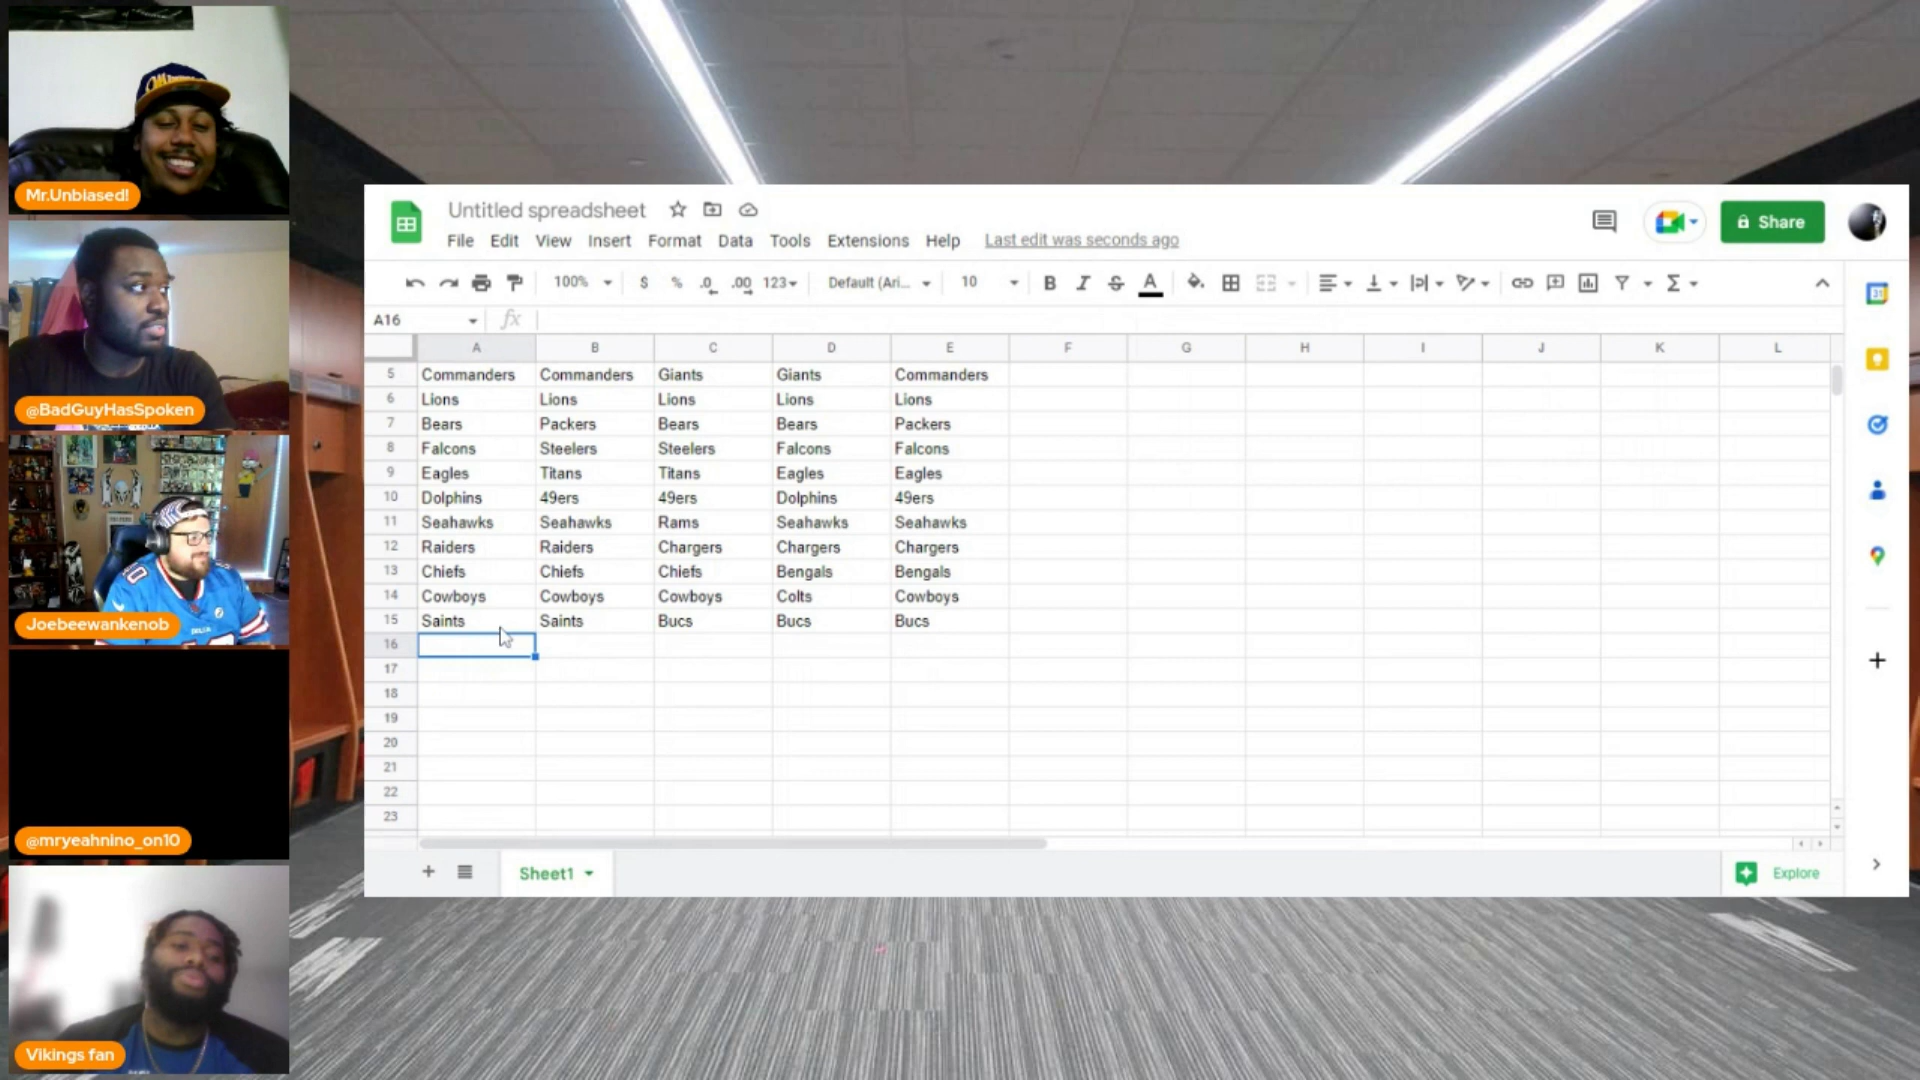 Mr.Unbiased!
@BadGuyHasSpoken
Joebeewankenob
@mryeahnino_on10
Vikings fan
Untitled spreadsheet
File Edit View Insert Format Data Tools Extensions Help Last edit was seconds ago
Share
100% $ % .0 .00 123 Default (Ari... 10 B I S A
A16 fx
A B C D E F G H I J K L
5 Commanders Commanders Giants Giants Commanders
6 Lions Lions Lions Lions Lions
7 Bears Packers Bears Bears Packers
8 Falcons Steelers Steelers Falcons Falcons
9 Eagles Titans Titans Eagles Eagles
10 Dolphins 49ers 49ers Dolphins 49ers
11 Seahawks Seahawks Rams Seahawks Seahawks
12 Raiders Raiders Chargers Chargers Chargers
13 Chiefs Chiefs Chiefs Bengals Bengals
14 Cowboys Cowboys Cowboys Colts Cowboys
15 Saints Saints Bucs Bucs Bucs
16
17
18
19
20
21
22
23
Sheet1
Explore
31